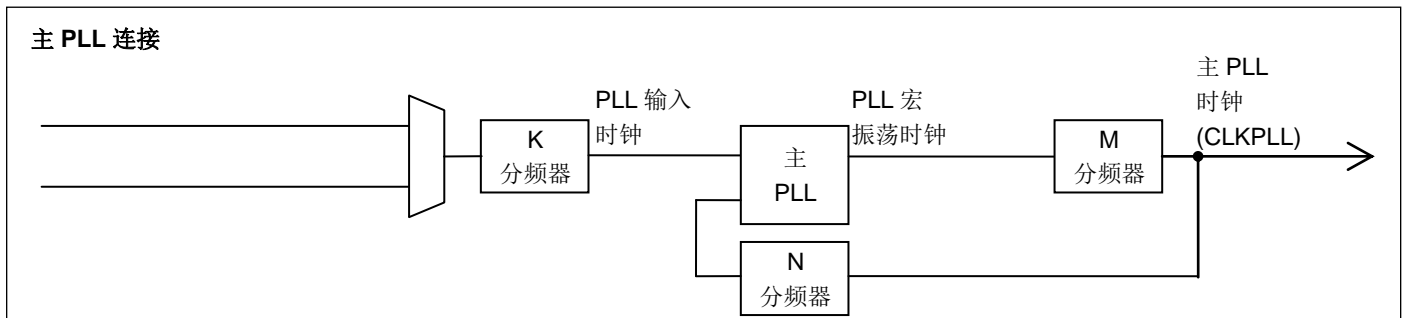 主 PLL 连接
K
分频器
PLL 输入
时钟
主
PLL
N
分频器
PLL 宏
振荡时钟
M
分频器
主 PLL
时钟
(CLKPLL)